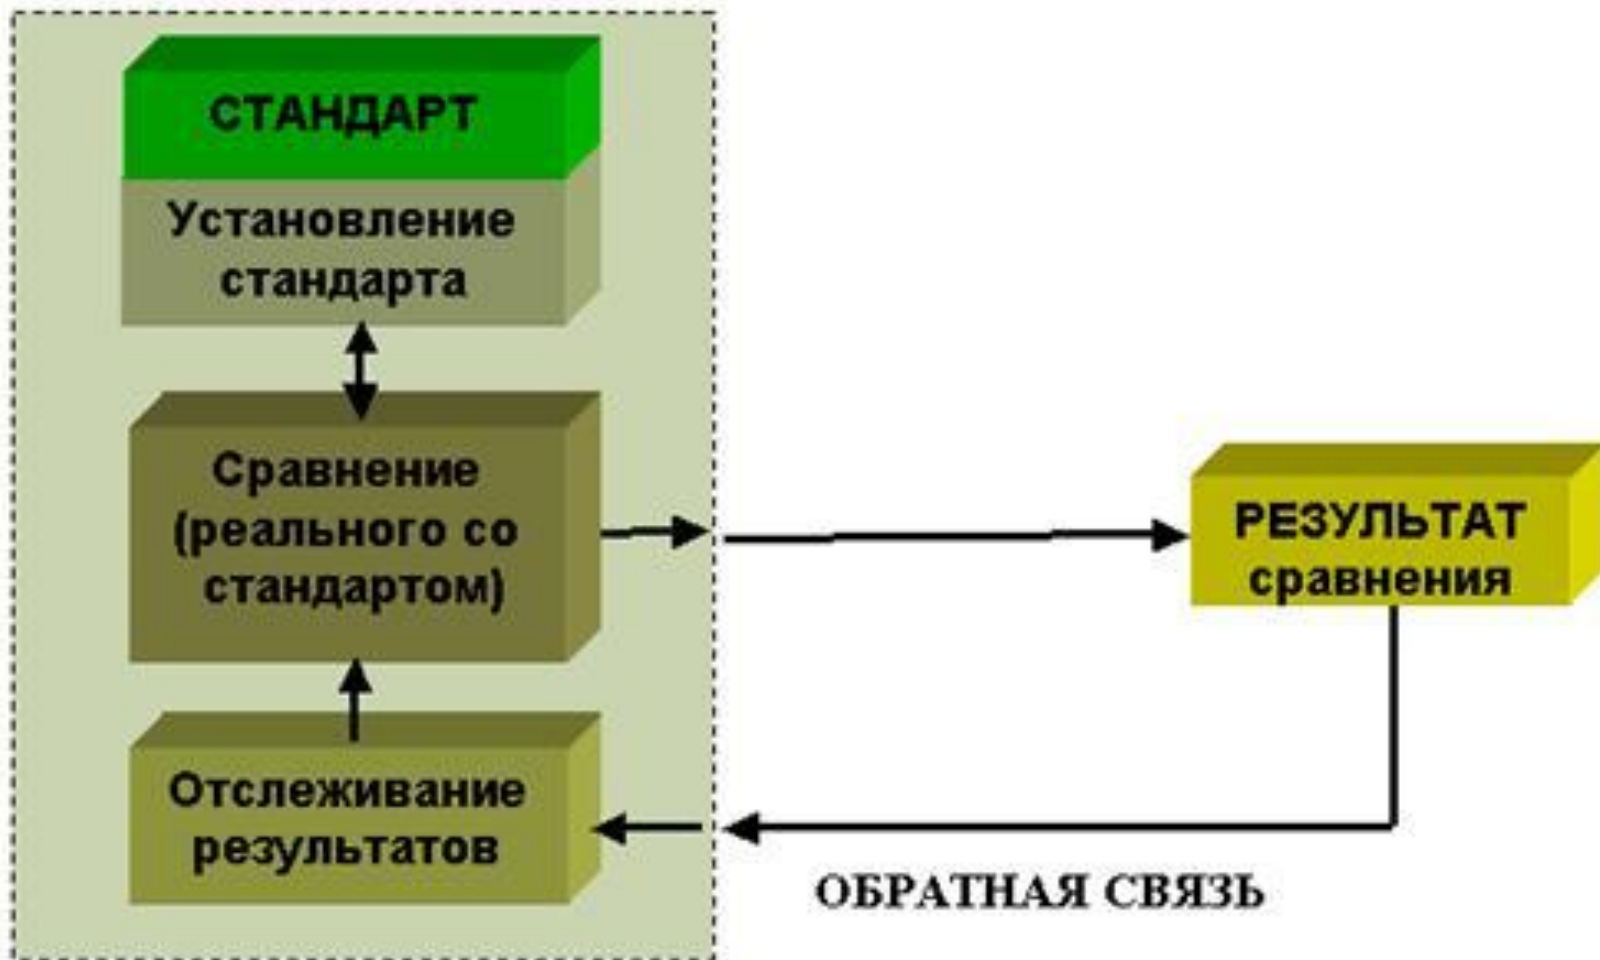 СТАНДАРТ
Установление
стандарта
Сравнение
(реального со
стандартом)
РЕЗУЛЬТАТ
сравнения
Отслеживание
результатов
ОБРАТНАЯ СВЯЗЬ